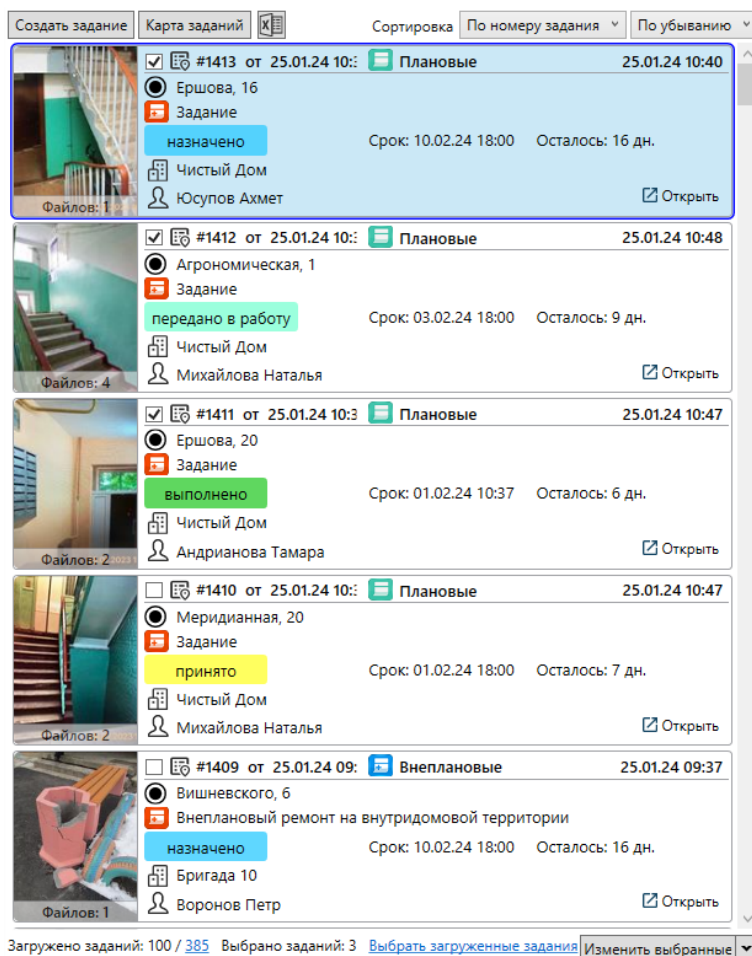 Создать задание Карта заданий Сортировка По номеру задания По убыванию
#1413 от 25.01.24 10: Плановые 25.01.24 10:40
Ершова, 16
Задание
назначено Срок: 10.02.24 18:00 Осталось: 16 дн.
Чистый Дом
Файлов: 1 Юсупов Ахмет Открыть
#1412 от 25.01.24 10: Плановые 25.01.24 10:48
Агрономическая, 1
Задание
передано в работу Срок: 03.02.24 18:00 Осталось: 9 дн.
Чистый Дом
Файлов: 4 Михайлова Наталья Открыть
#1411 от 25.01.24 10:3 Плановые 25.01.24 10:47
Ершова, 20
Задание
выполнено Срок: 01.02.24 10:37 Осталось: 6 дн.
Чистый Дом
Файлов: 2 Андрианова Тамара Открыть
#1410 от 25.01.24 10: Плановые 25.01.24 10:47
Меридианная, 20
Задание
принято Срок: 01.02.24 18:00 Осталось: 7 дн.
Чистый Дом
Файлов: 2 Михайлова Наталья Открыть
#1409 от 25.01.24 09: Внеплановые 25.01.24 09:37
Вишневского, 6
Внеплановый ремонт на внутридомовой территории
назначено Срок: 10.02.24 18:00 Осталось: 16 дн.
Бригада 10
Файлов: 1 Воронов Петр Открыть
Загружено заданий: 100 / 385 Выбрано заданий: 3 Выбрать загруженные задания Изменить выбранные